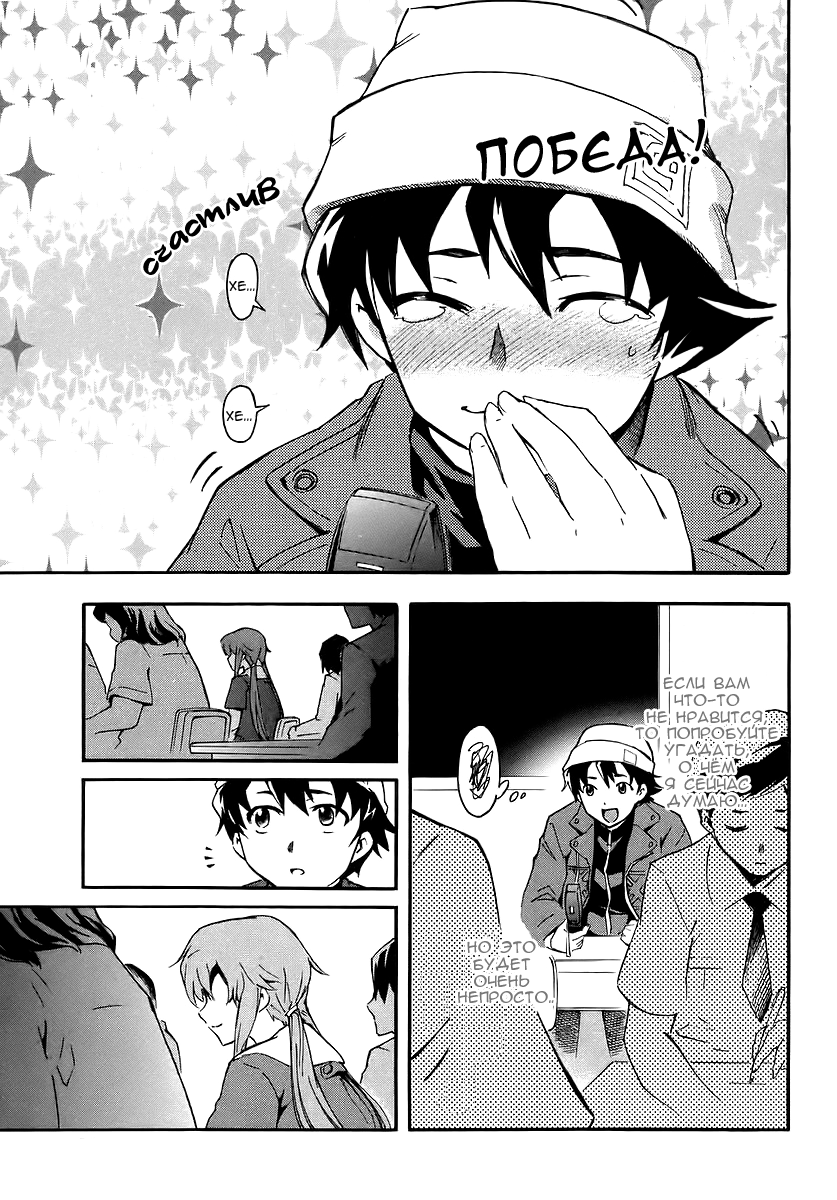 ПОБЕДА!
СЧАСТЛИВ
ХЕ...
ХЕ...
ЕСЛИ ВАМ
ЧТО-ТО
НЕ НРАВИТСЯ
ТО ПОПРОБУЙТЕ
УГАДАТЬ,
О ЧЁМ
Я СЕЙЧАС
ДУМАЮ...
НО, ЭТО
БУДЕТ
ОЧЕНЬ
НЕПРОСТО..